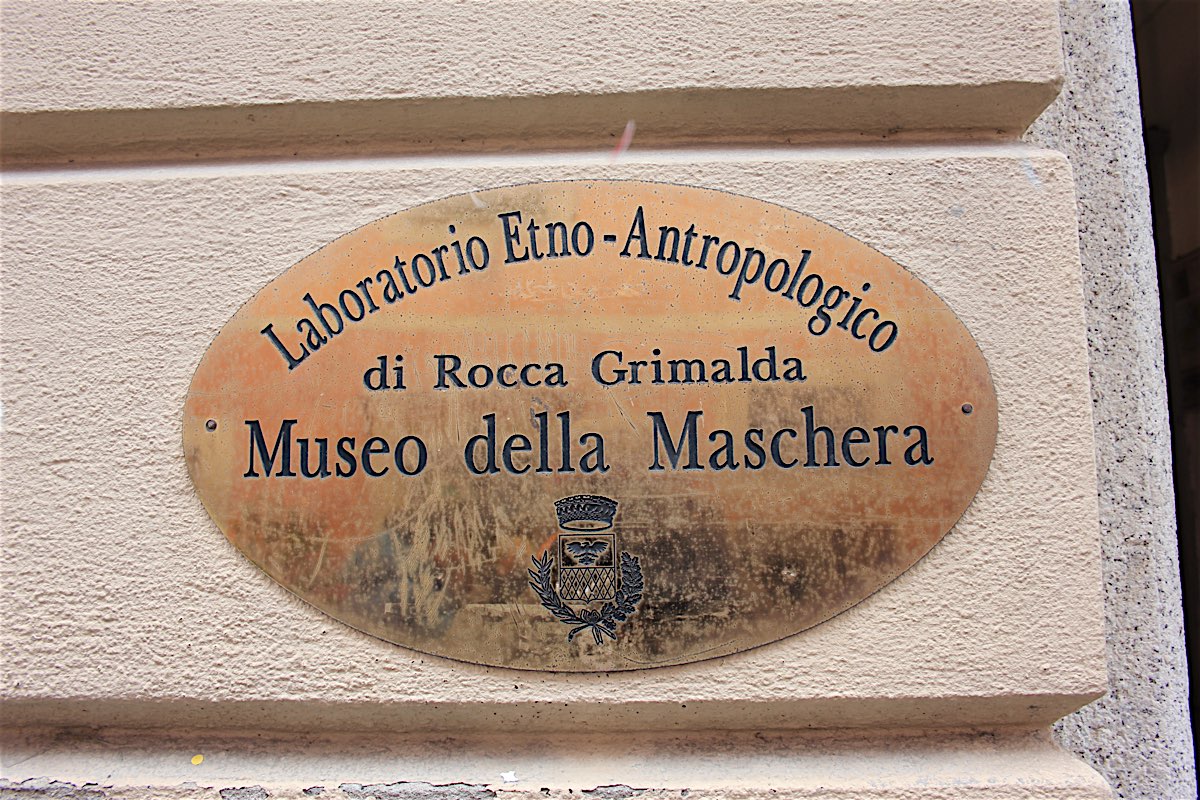 Laboratorio Etno-Antropologico
di Rocca Grimalda
Museo della Maschera